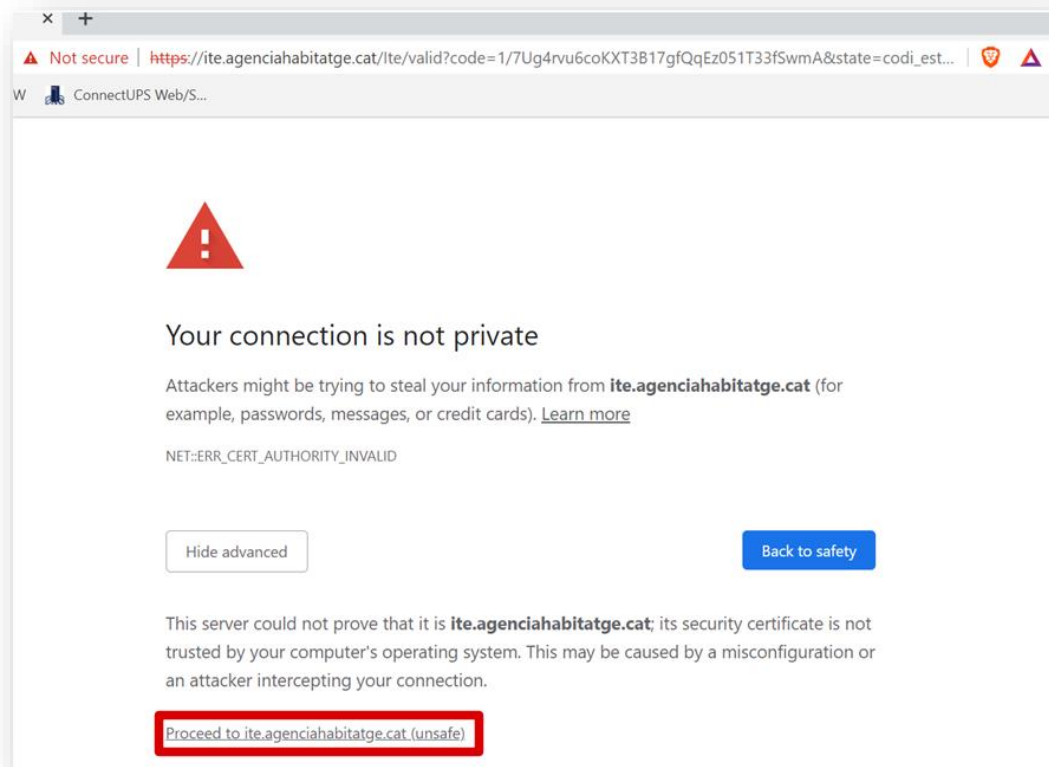 × +
Not secure | https://ite.agenciahabitatge.cat/Ite/valid?code=1/7Ug4rvu6coKXT3B17gfQqEz051T33fSwmA&state=codi_est...
W ConnectUPS Web/S...
!
Your connection is not private
Attackers might be trying to steal your information from ite.agenciahabitatge.cat (for
example, passwords, messages, or credit cards). Learn more
NET::ERR_CERT_AUTHORITY_INVALID
Hide advanced
Back to safety
This server could not prove that it is ite.agenciahabitatge.cat; its security certificate is not
trusted by your computer's operating system. This may be caused by a misconfiguration or
an attacker intercepting your connection.
Proceed to ite.agenciahabitatge.cat (unsafe)